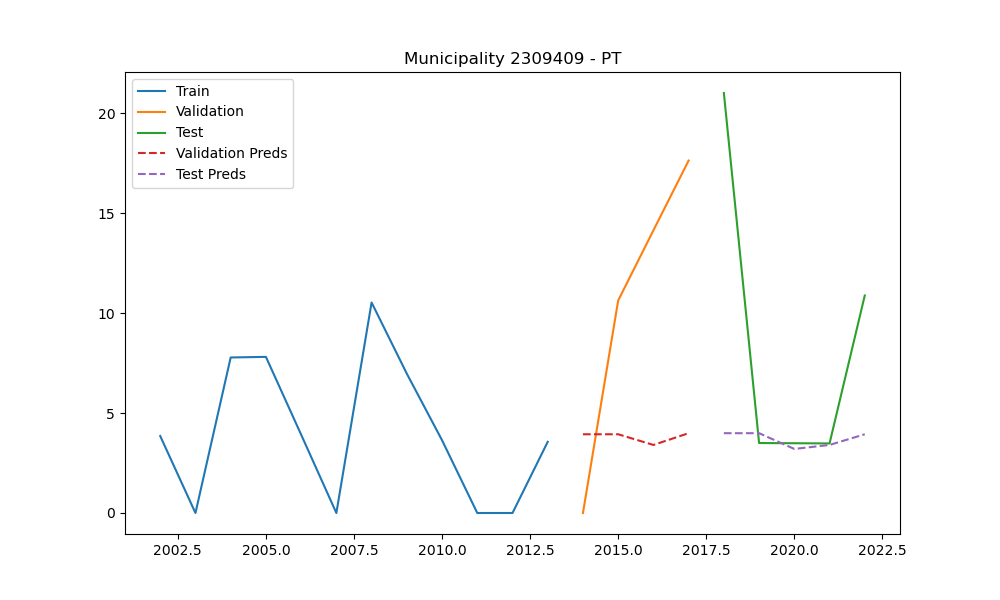 Municipality 2309409 - PT
Train
Validation
Test
Validation Preds
Test Preds
20
15
10
5
0
2002.5 2005.0 2007.5 2010.0 2012.5 2015.0 2017.5 2020.0 2022.5